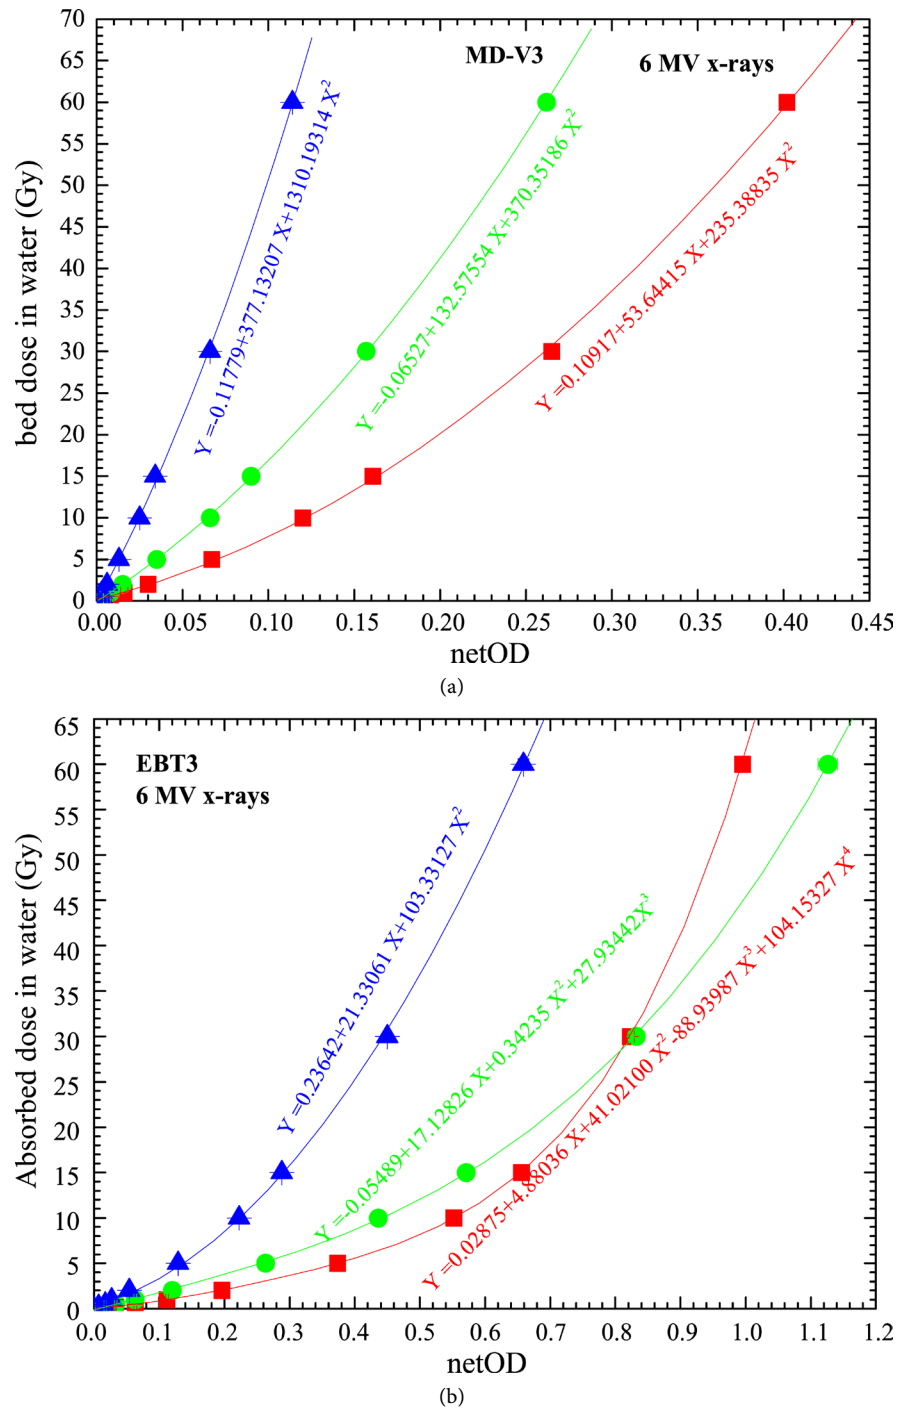 70
65
60
55
50
45
40
35
30
25
20
15
10
5
0
bed dose in water (Gy)
MD-V3
6 MV x-rays
Y =-0.11779+377.13207 X+1310.19314 X²
Y =-0.06527+132.57554 X+370.35186 X²
Y =0.10917+53.64415 X+235.38835 X²
0.00 0.05 0.10 0.15 0.20 0.25 0.30 0.35 0.40 0.45
netOD
(a)
65
60
55
50
45
40
35
30
25
20
15
10
5
0
Absorbed dose in water (Gy)
EBT3
6 MV x-rays
Y =0.23642+21.33061 X+103.33127 X²
Y =-0.05489+17.12826 X+0.34235 X²+27.93442X³
Y =0.02875+4.88036 X+41.02100 X² -88.93987 X³+104.15327 X⁴
0.0 0.1 0.2 0.3 0.4 0.5 0.6 0.7 0.8 0.9 1.0 1.1 1.2
netOD
(b)